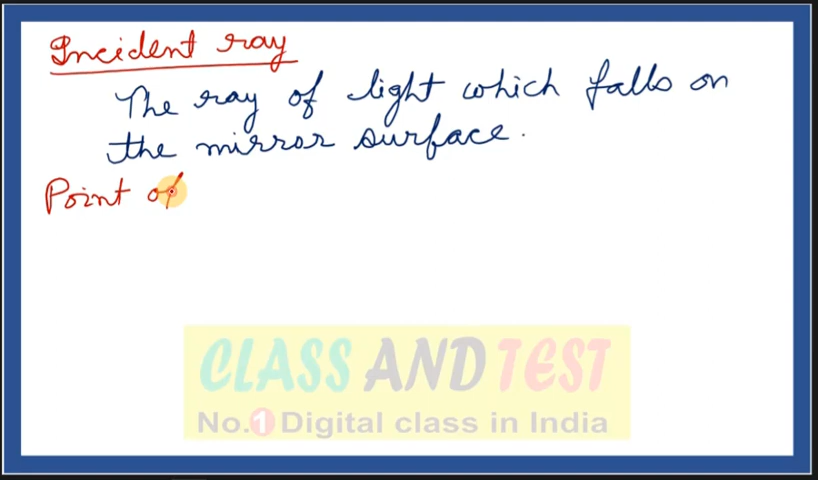 Incident ray
The ray of light which falls on
the mirror surface.
Point of
CLASS AND TEST
No.1 Digital class in India